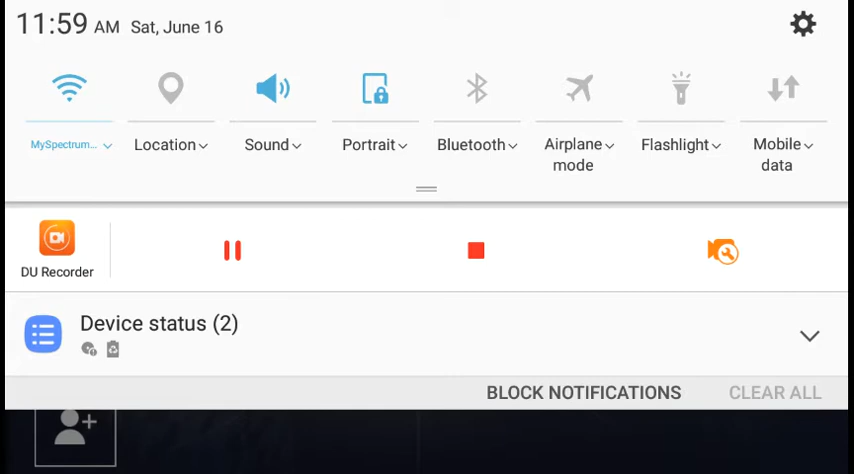 11:59 AM Sat, June 16
MySpectrum... Location Sound Portrait Bluetooth Airplane mode Flashlight Mobile data
DU Recorder
Device status (2)
BLOCK NOTIFICATIONS CLEAR ALL